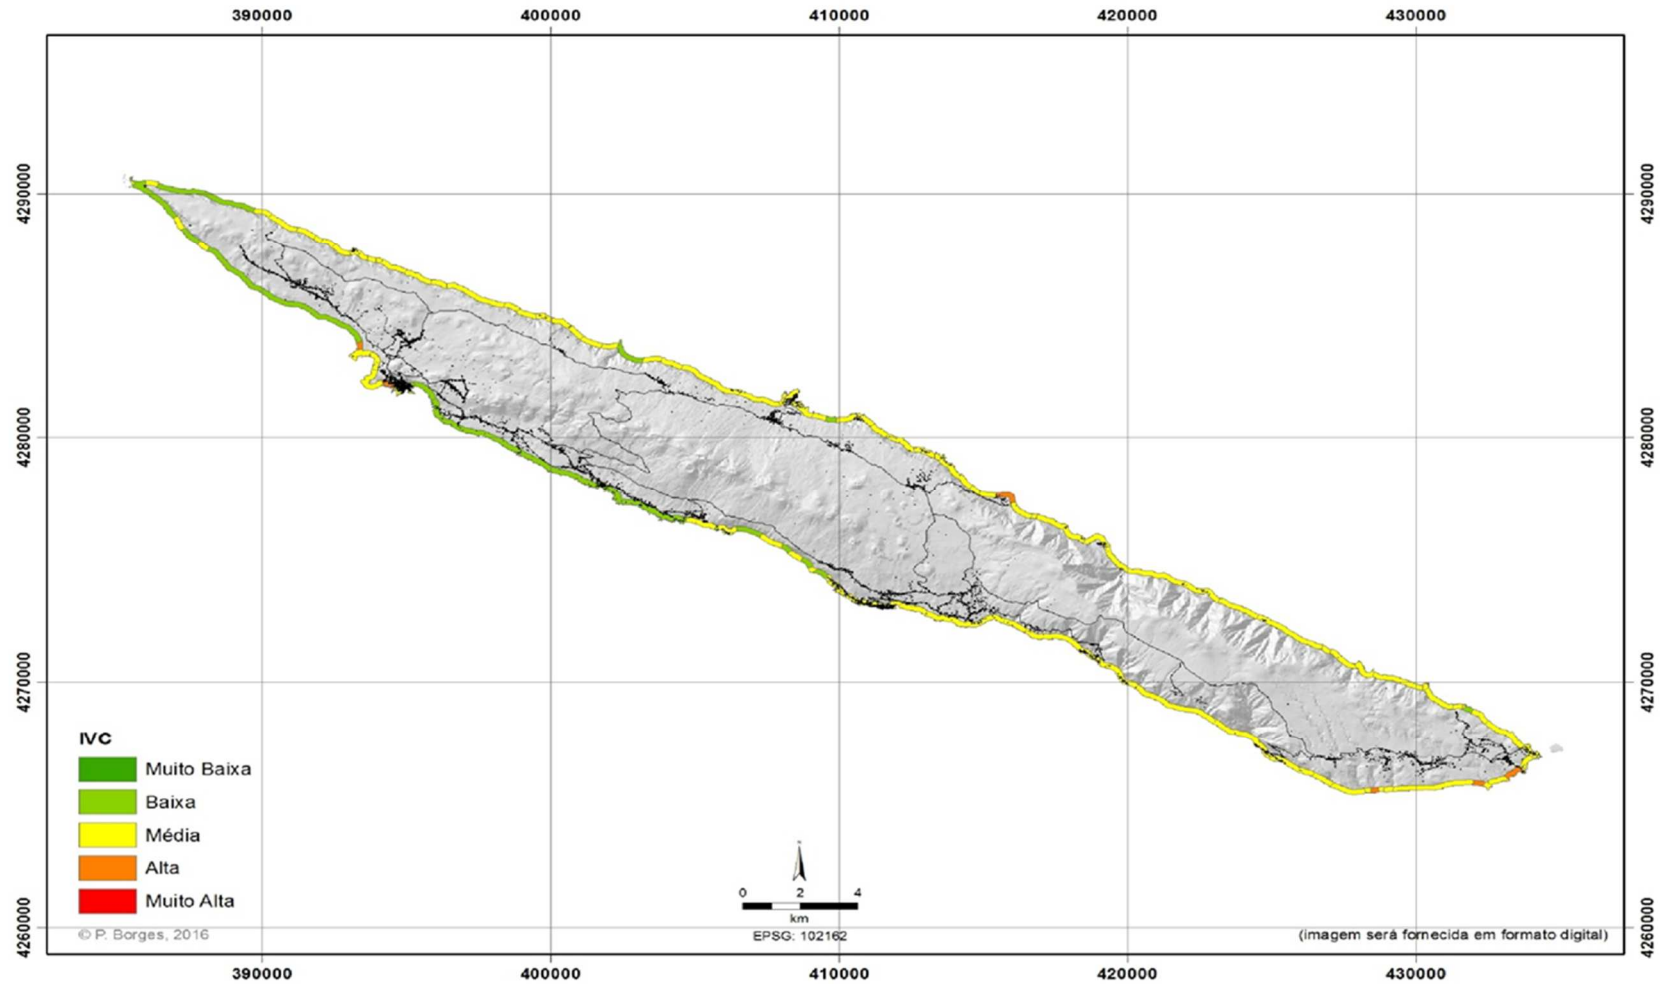 390000 400000 410000 420000 430000
4290000 4290000
4280000 4280000
4270000 4270000
4260000 4260000
IVC
Muito Baixa
Baixa
Média
Alta
Muito Alta
© P. Borges, 2016
0 2 4
km
EPSG: 102162
(imagem será fornecida em formato digital)
390000 400000 410000 420000 430000